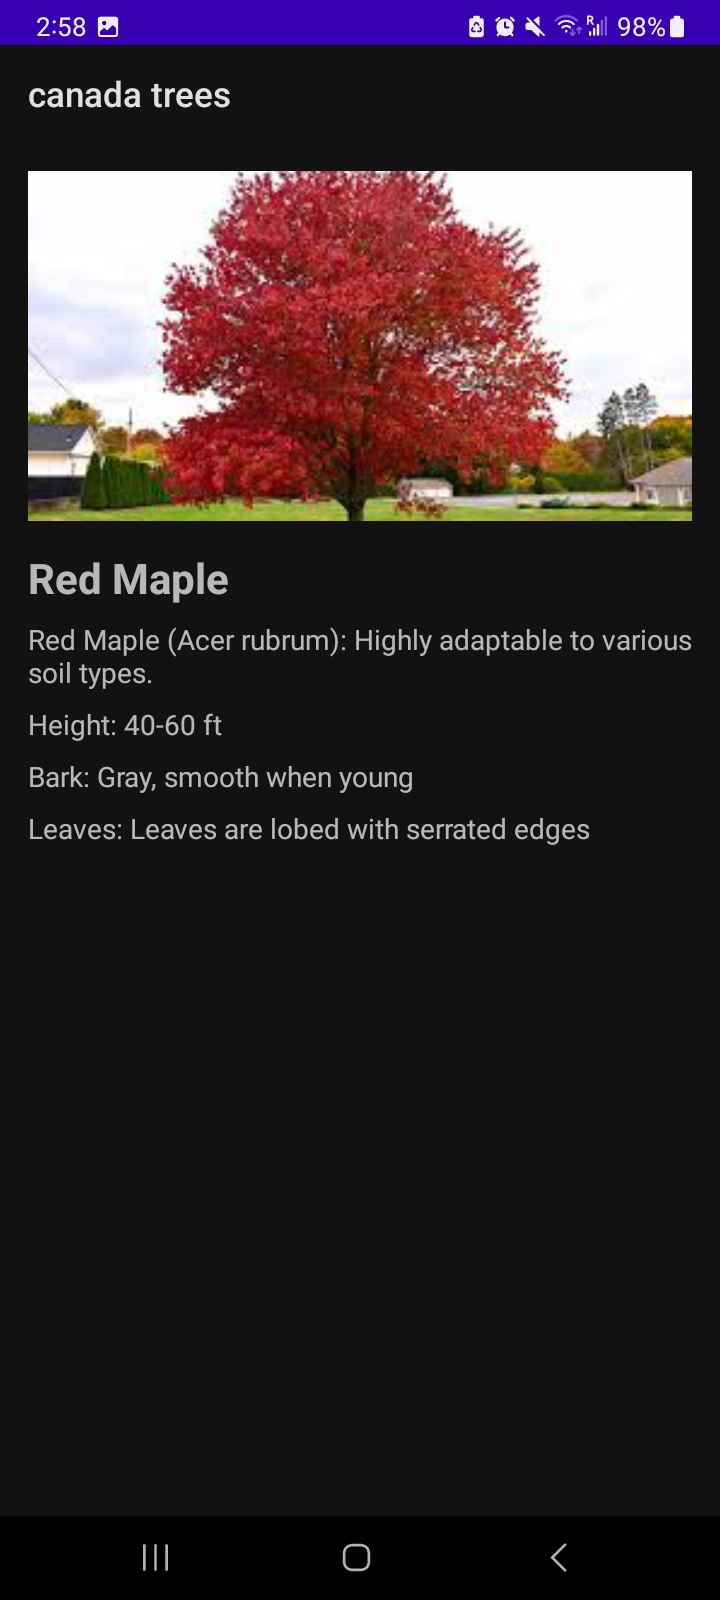 2:58 98%
canada trees
Red Maple
Red Maple (Acer rubrum): Highly adaptable to various
soil types.
Height: 40-60 ft
Bark: Gray, smooth when young
Leaves: Leaves are lobed with serrated edges